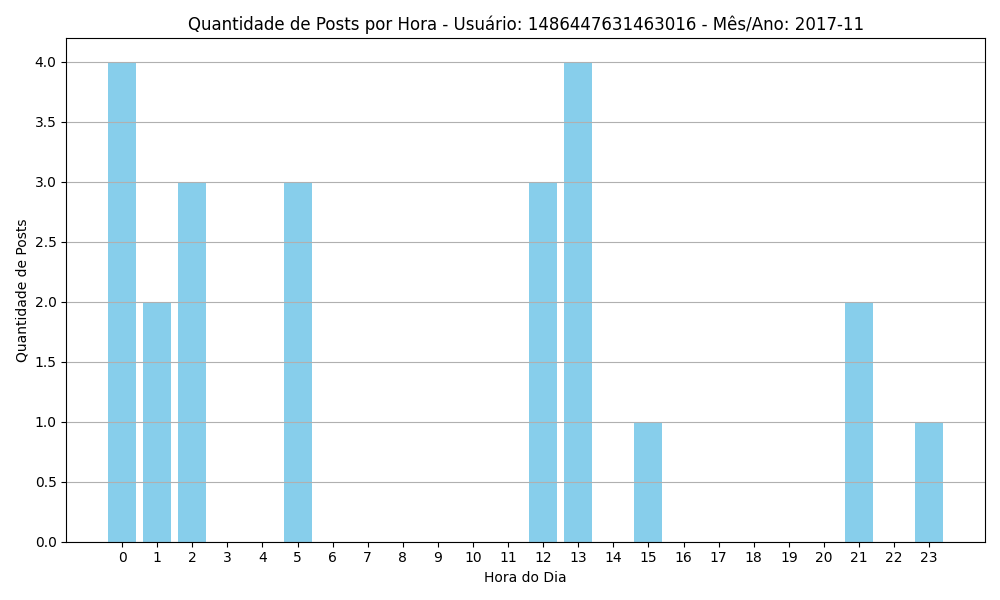 Quantidade de Posts por Hora - Usuário: 1486447631463016 - Mês/Ano: 2017-11
Quantidade de Posts
4.0
3.5
3.0
2.5
2.0
1.5
1.0
0.5
0.0
0 1 2 3 4 5 6 7 8 9 10 11 12 13 14 15 16 17 18 19 20 21 22 23
Hora do Dia